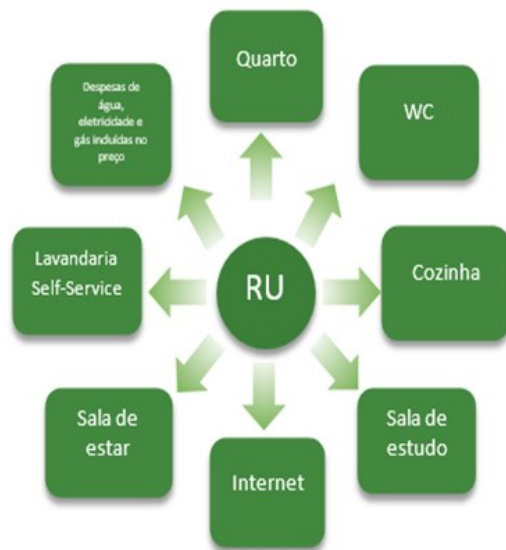 Quarto
WC
Despesas de
água,
eletricidade e
gás incluídas no
preço
Lavandaria
Self-Service
RU
Cozinha
Sala de
estar
Internet
Sala de
estudo